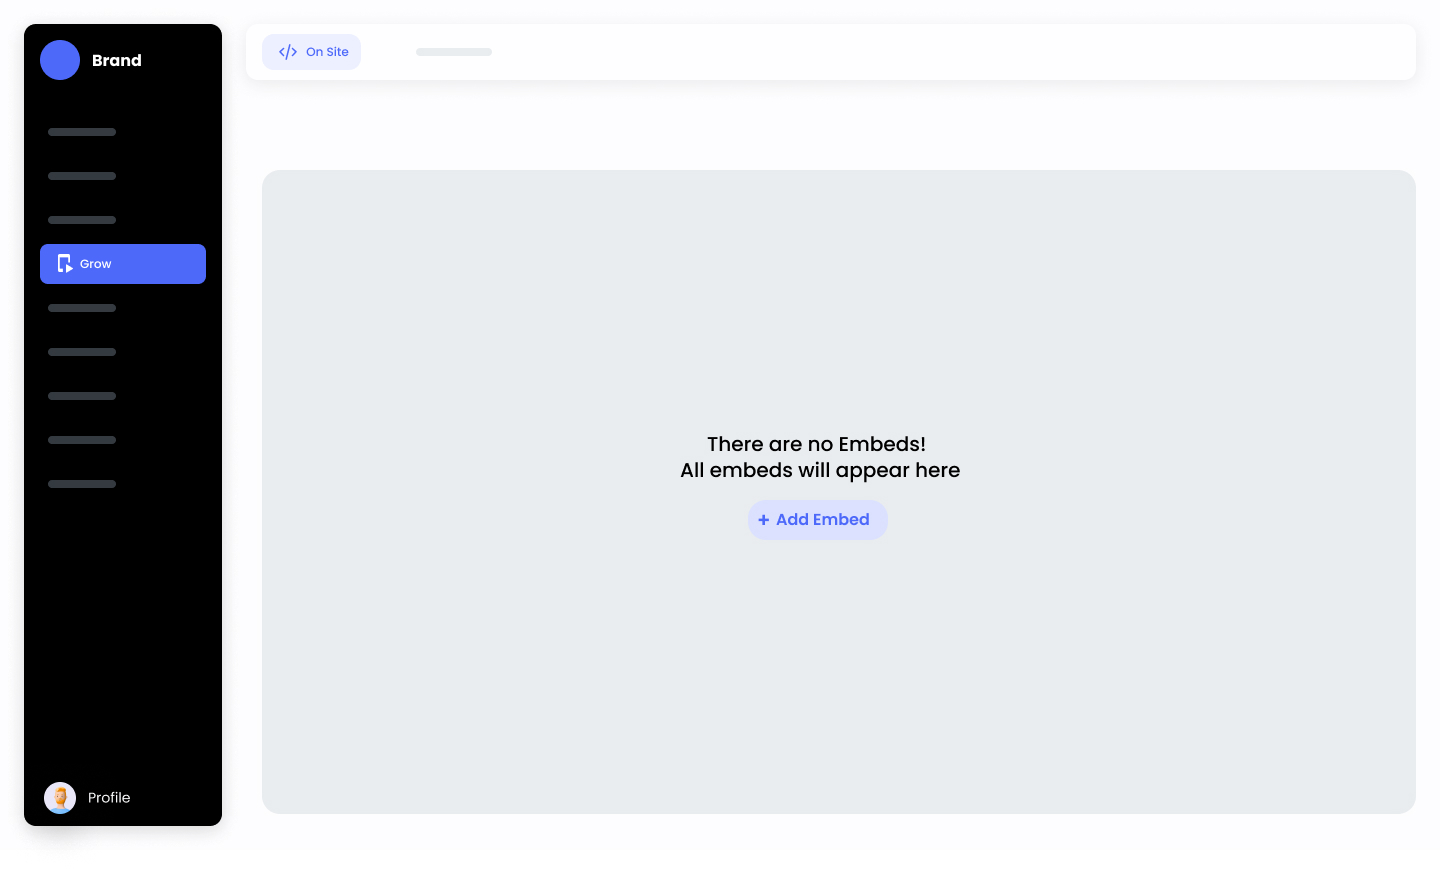 Brand
On Site
Grow
There are no Embeds!
All embeds will appear here
+ Add Embed
Profile